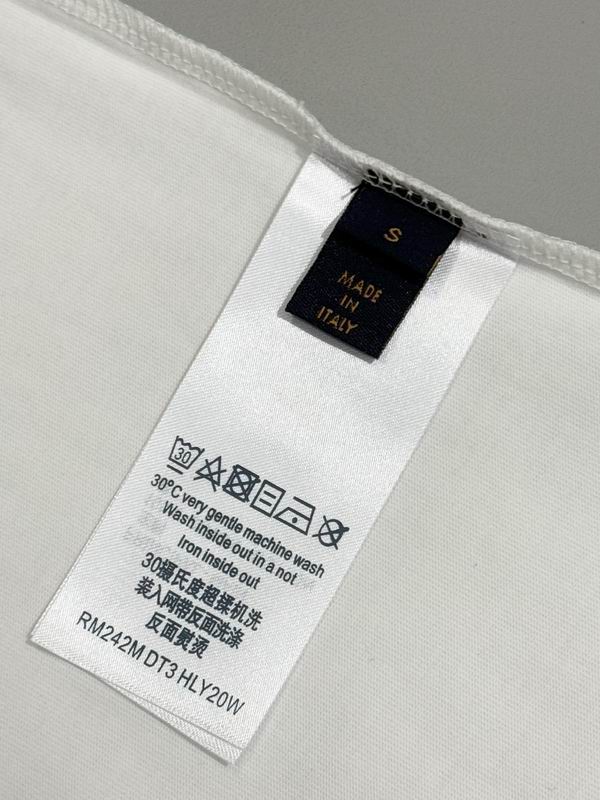 S
MADE
IN
ITALY
30
30°C very gentle machine wash
Wash inside out in a not
Iron inside out
30摄氏度超揉机洗
装入网带反面洗涤
反面熨烫
RM242M DT3 HLY20W